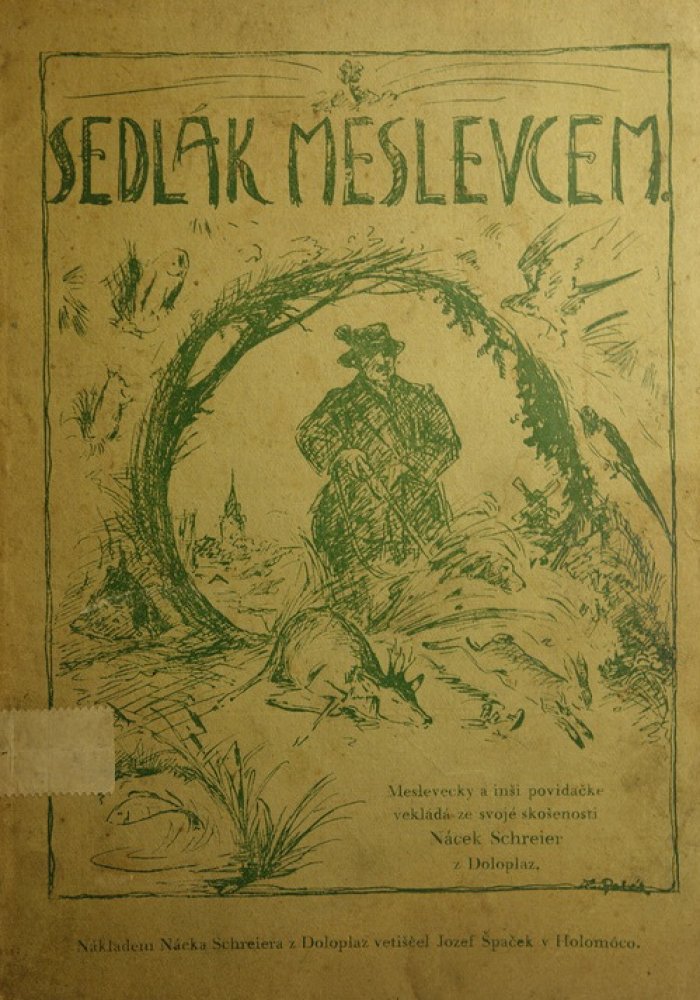 SEDLÁK MESLEVCEM.
Meslevecky a inši povidačke
vekládá ze svojé skošenosti
Nácek Schreier
z Doloplaz.
Nákladem Nácka Schreiera z Doloplaz vetiščel Jozef Špaček v Holomóco.